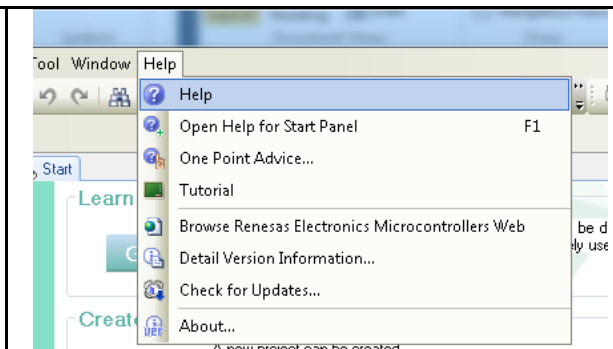 Tool Window Help
Help
Open Help for Start Panel F1
One Point Advice...
Start
Tutorial
Learn
Browse Renesas Electronics Microcontrollers Web
be d
ly use
G
Detail Version Information...
Check for Updates...
Create
About...
A new project can be created